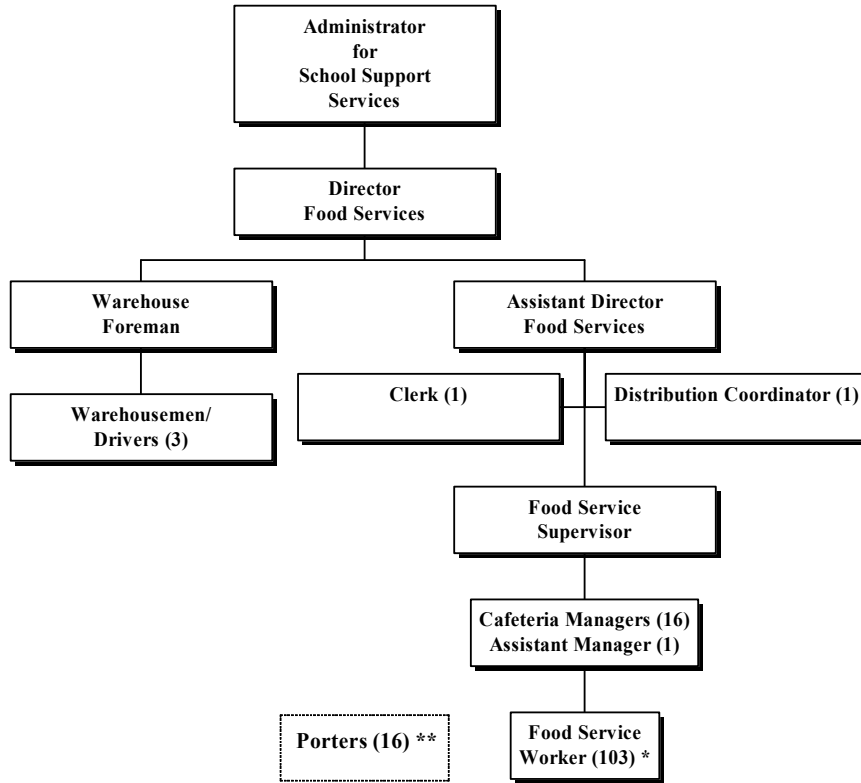 Administrator
for
School Support
Services
Director
Food Services
Warehouse
Foreman
Assistant Director
Food Services
Warehousemen/
Drivers (3)
Clerk (1)
Distribution Coordinator (1)
Food Service
Supervisor
Cafeteria Managers (16)
Assistant Manager (1)
Porters (16) **
Food Service
Worker (103) *